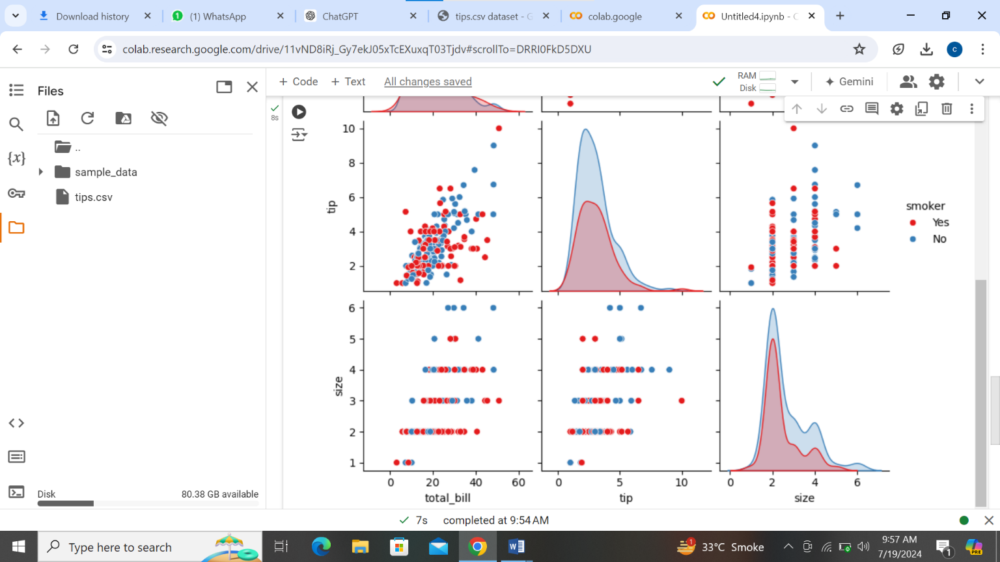 Download history
(1) WhatsApp
ChatGPT
tips.csv dataset - G
colab.google
Untitled4.ipynb - C
colab.research.google.com/drive/11vND8iRj_Gy7ekJ05xTcEXuxqT03Tjdv#scrollTo=DRRI0FkD5DXU
c
Files
+ Code + Text All changes saved
RAM
Disk
Gemini
8s
{x}
..
sample_data
tips.csv
10
8
6
4
2
tip
smoker
Yes
No
6
5
4
3
2
1
size
0 20 40 60
0 5 10
0 2 4 6
total_bill
tip
size
Disk 80.38 GB available
7s completed at 9:54 AM
Type here to search
1
33°C Smoke
9:57 AM
7/19/2024
1
PRE